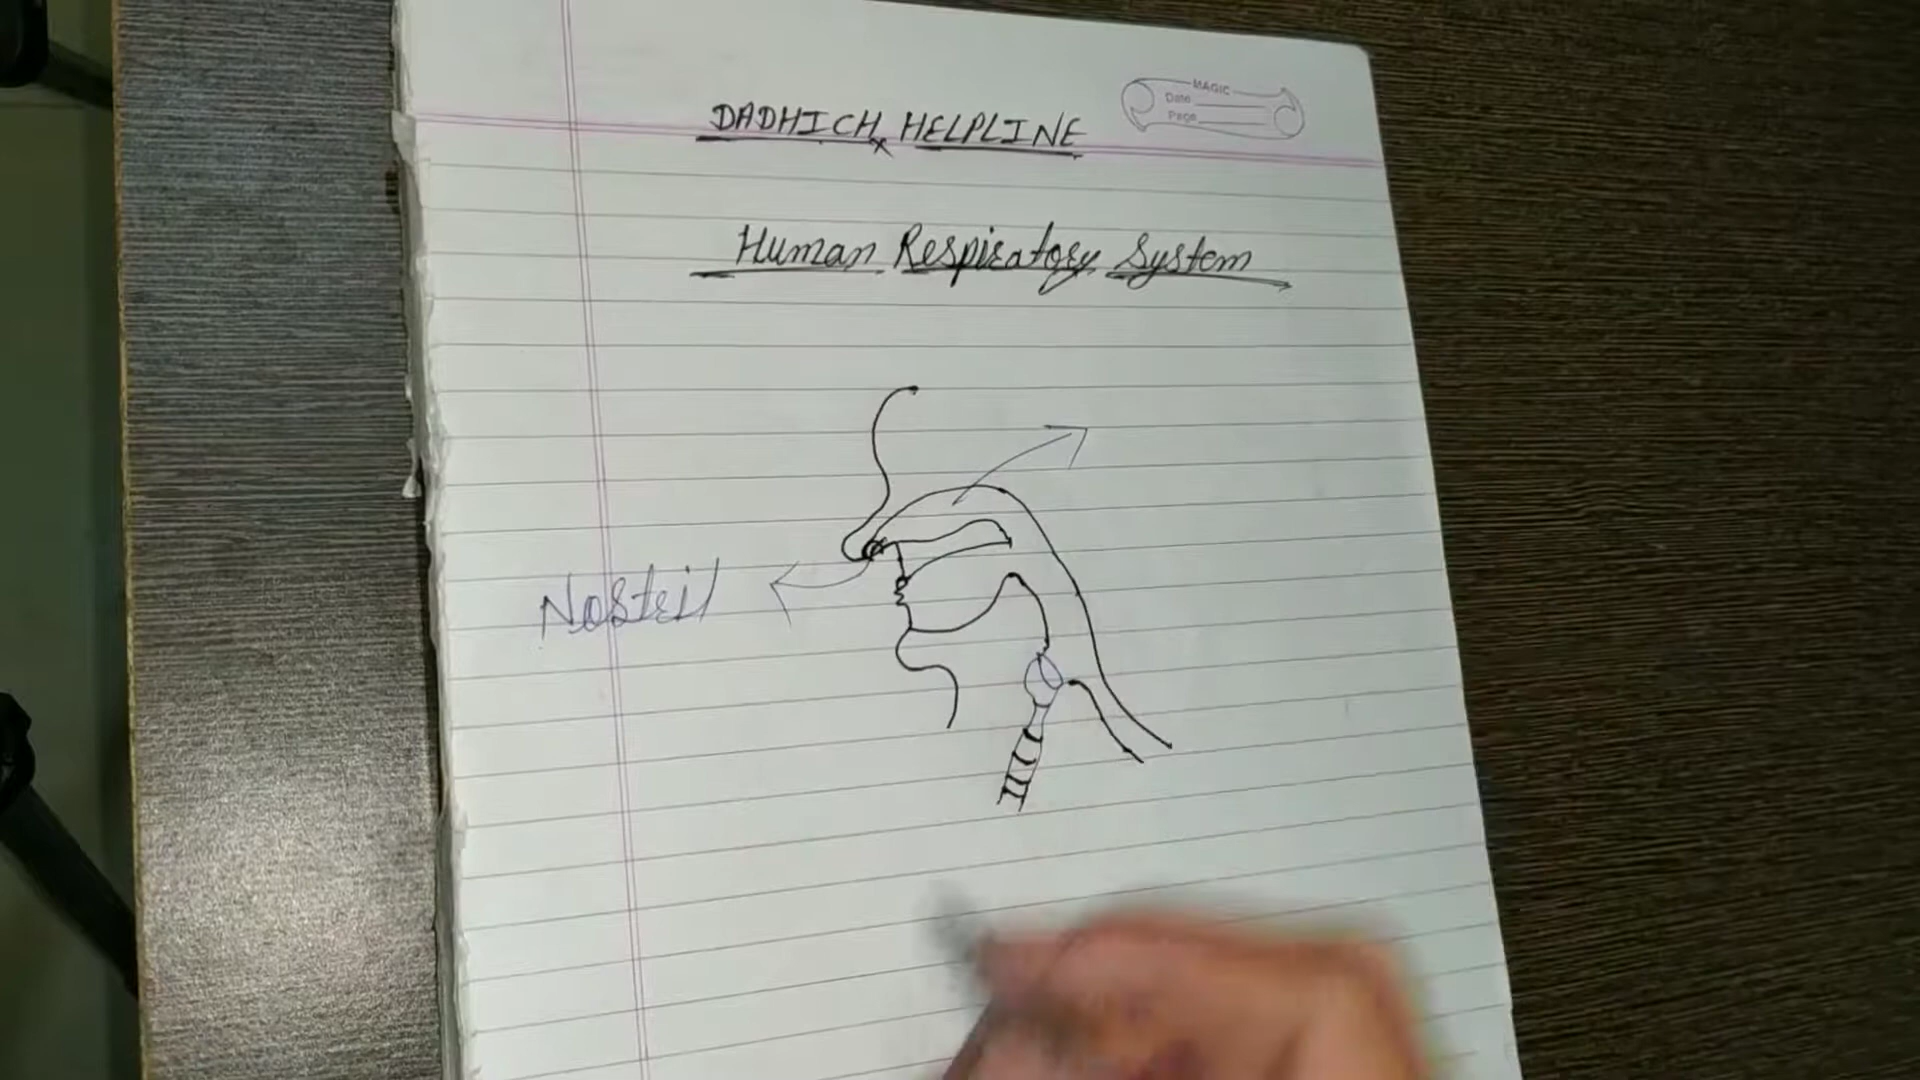 DADHICH HELPLINE
MAGIC
Date
Page
Human Respiratory System
Nostril